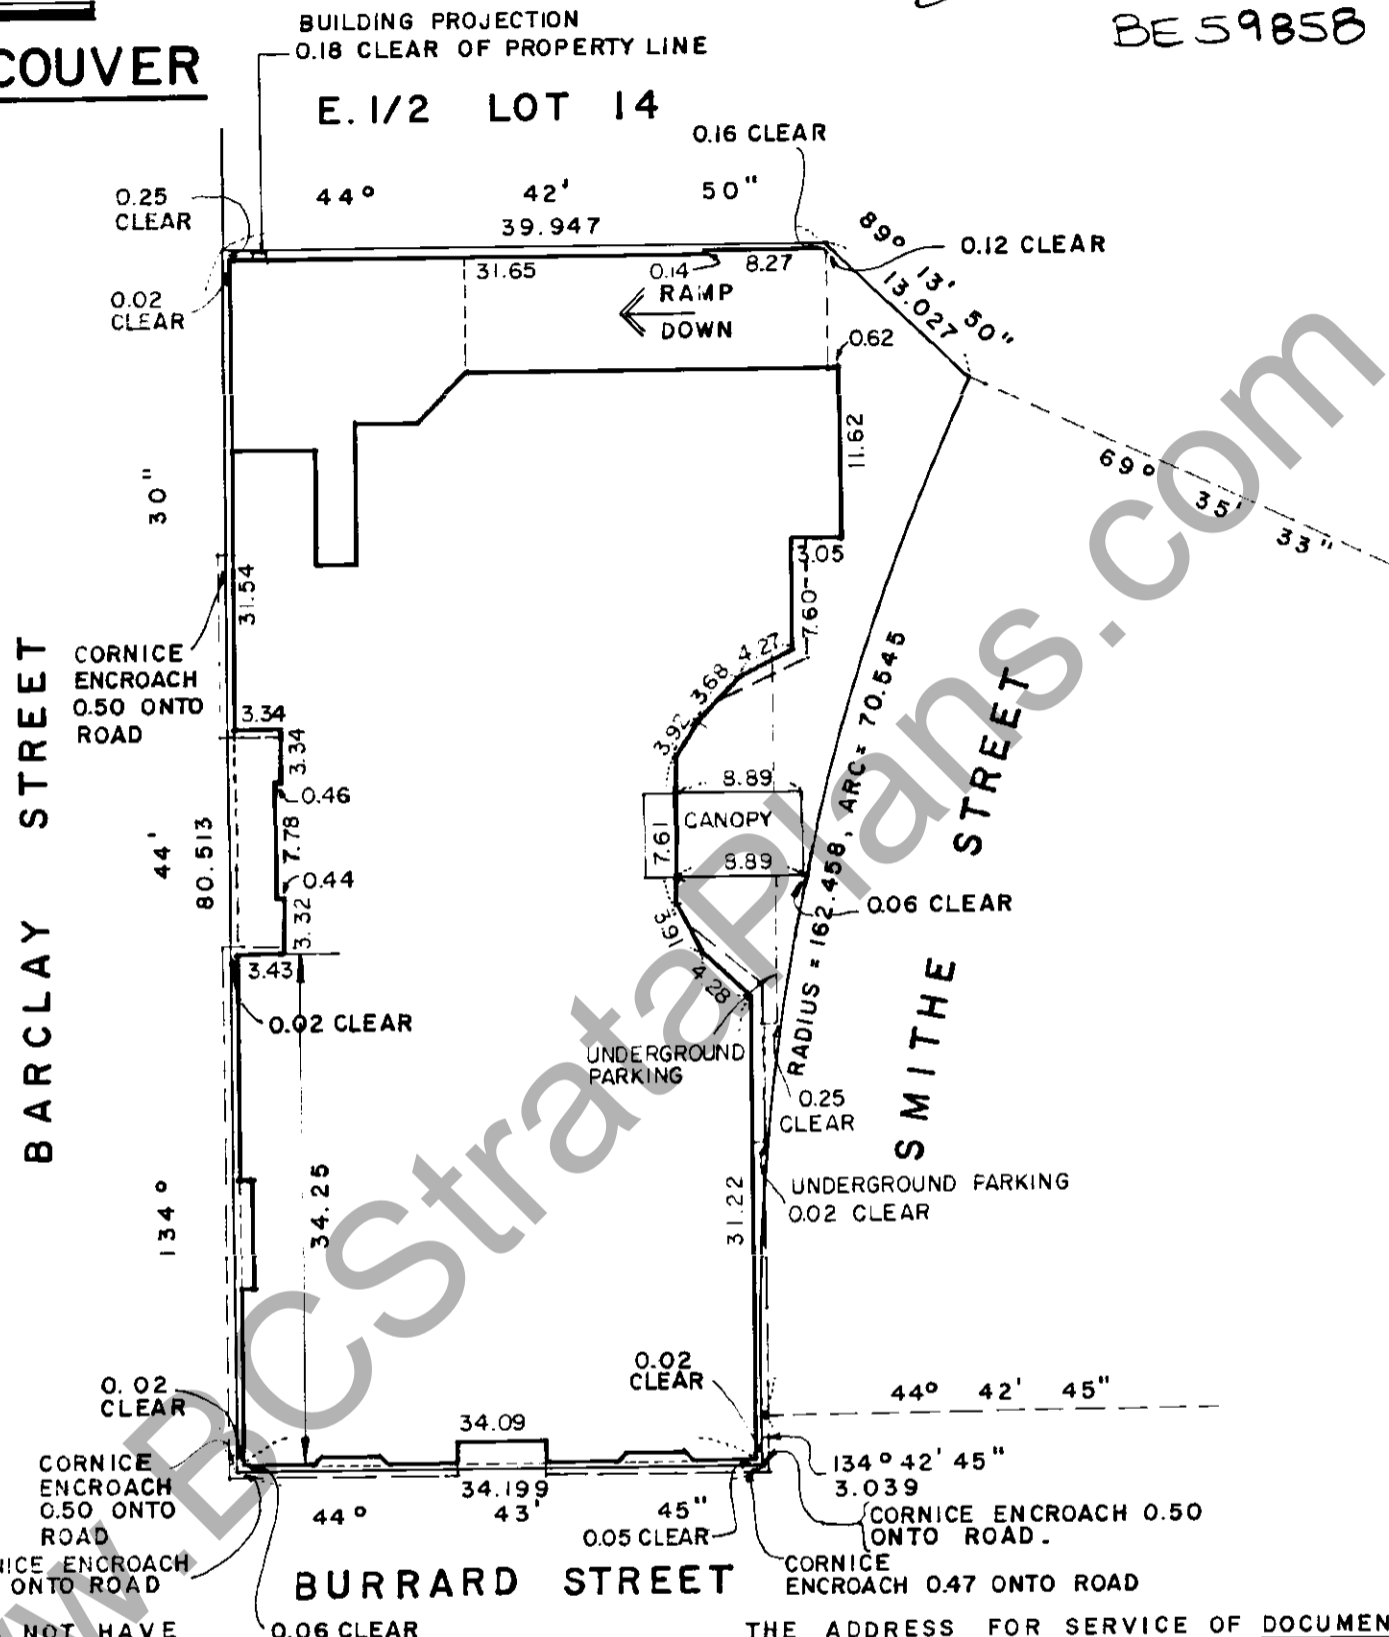 BUILDING PROJECTION
0.18 CLEAR OF PROPERTY LINE
BE 59858
COUVER
E. 1/2 LOT 14
0.16 CLEAR
0.25
CLEAR
44° 42' 50"
39.947
89° 13' 50"
13.027
0.12 CLEAR
31.65
0.14
8.27
0.02
CLEAR
RAMP
DOWN
0.62
11.62
69° 35' 33"
30"
3.05
31.54
7.60
CORNICE
ENCROACH
0.50 ONTO
ROAD
4.27
3.68
3.92
3.34
3.34
RADIUS = 162.458, ARC = 70.545
8.89
0.46
CANOPY
7.61
7.78
44'
80.513
8.89
0.44
0.06 CLEAR
3.32
3.91
3.43
4.28
BARCLAY STREET
SMITHE STREET
0.02 CLEAR
UNDERGROUND
PARKING
0.25
CLEAR
34.25
31.22
134°
UNDERGROUND PARKING
0.02 CLEAR
0.02
CLEAR
0.02
CLEAR
44° 42' 45"
34.09
CORNICE
ENCROACH
0.50 ONTO
ROAD
34.199
134° 42' 45"
3.039
44° 43' 45"
CORNICE ENCROACH 0.50
ONTO ROAD.
0.05 CLEAR
NICE ENCROACH
ONTO ROAD
BURRARD STREET
CORNICE
ENCROACH 0.47 ONTO ROAD
NOT HAVE
0.06 CLEAR
THE ADDRESS FOR SERVICE OF DOCUMEN
w.BCStrataPlans.com